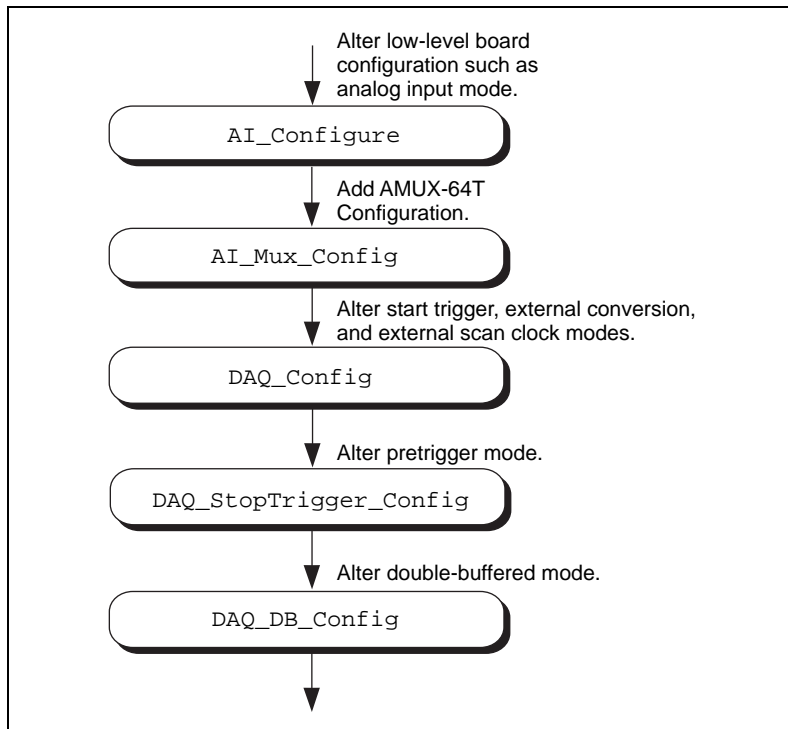 Alter low-level board
configuration such as
analog input mode.
AI_Configure
Add AMUX-64T
Configuration.
AI_Mux_Config
Alter start trigger, external conversion,
and external scan clock modes.
DAQ_Config
Alter pretrigger mode.
DAQ_StopTrigger_Config
Alter double-buffered mode.
DAQ_DB_Config